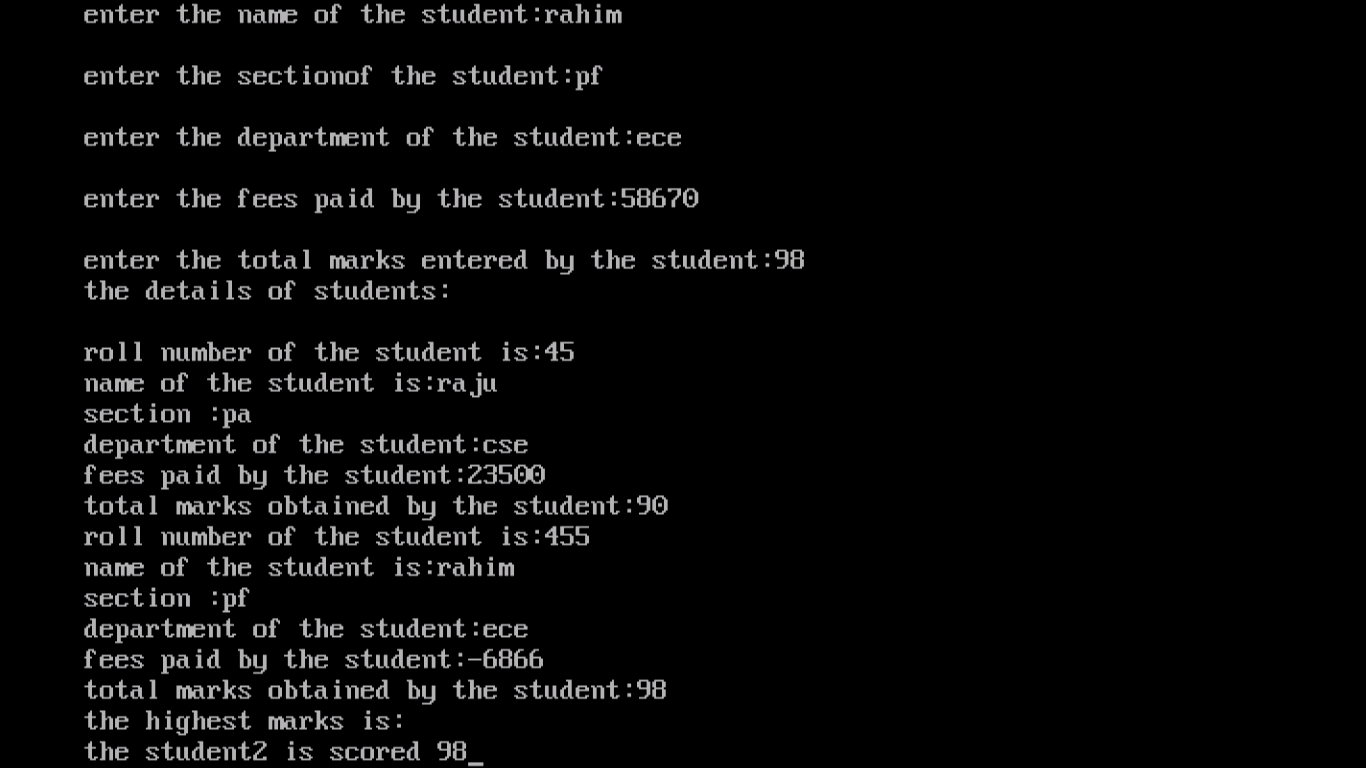 enter the name of the student:rahim
enter the sectionof the student:pf
enter the department of the student:ece
enter the fees paid by the student:58670
enter the total marks entered by the student:98
the details of students:
roll number of the student is:45
name of the student is:raju
section :pa
department of the student:cse
fees paid by the student:23500
total marks obtained by the student:90
roll number of the student is:455
name of the student is:rahim
section :pf
department of the student:ece
fees paid by the student:-6866
total marks obtained by the student:98
the highest marks is:
the student2 is scored 98_